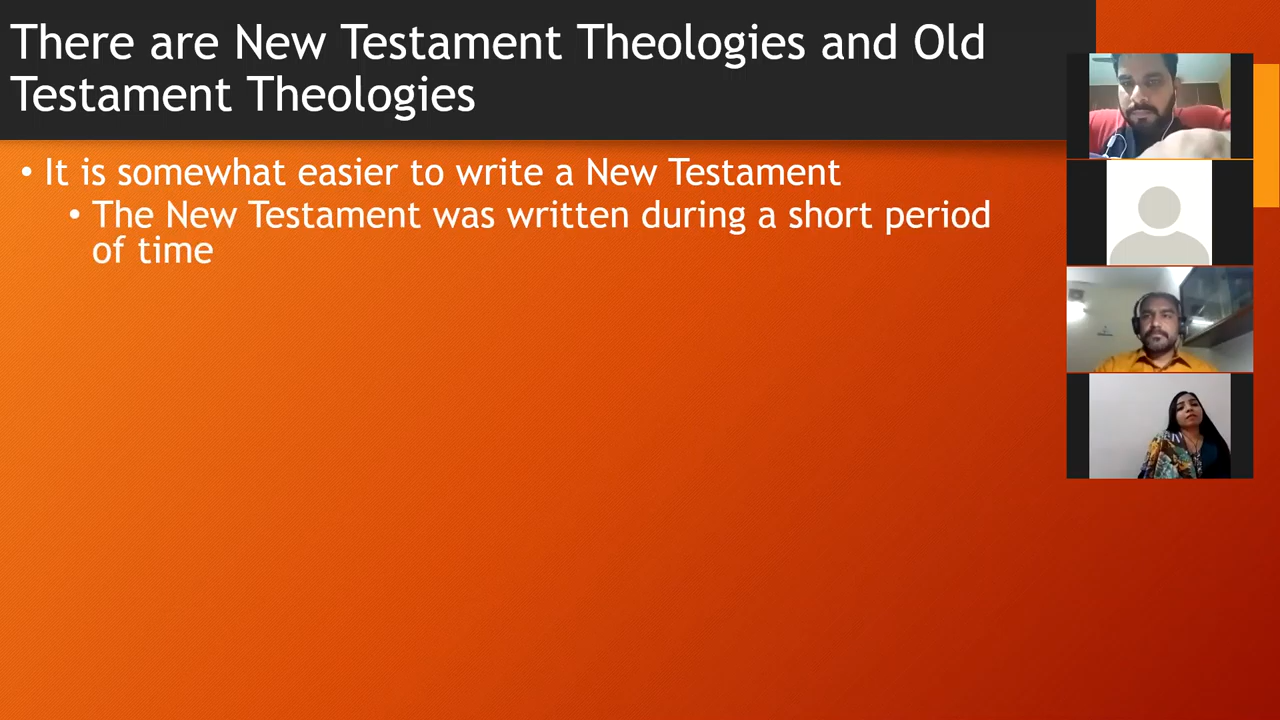 There are New Testament Theologies and Old
Testament Theologies
• It is somewhat easier to write a New Testament
• The New Testament was written during a short period
of time